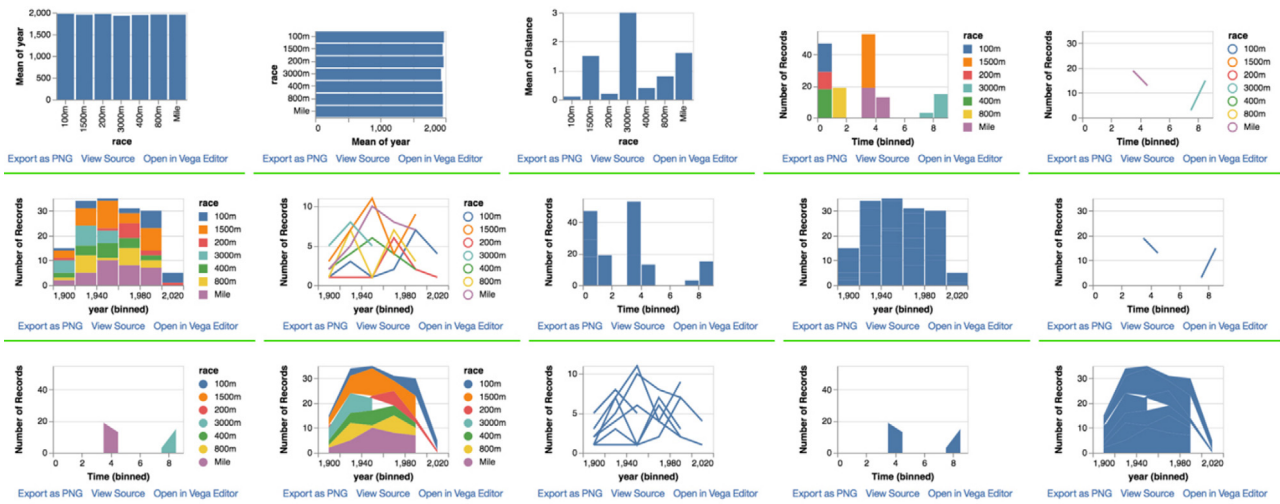 Mean of year
2,000
1,500
1,000
500
0
100m
1500m
200m
3000m
400m
800m
Mile
race
Export as PNG View Source Open in Vega Editor
race
100m
1500m
200m
3000m
400m
800m
Mile
0 1,000 2,000
Mean of year
Export as PNG View Source Open in Vega Editor
Mean of Distance
3
2
1
0
100m
1500m
200m
3000m
400m
800m
Mile
race
Export as PNG View Source Open in Vega Editor
Number of Records
40
20
0
0 2 4 6 8
Time (binned)
race
100m
1500m
200m
3000m
400m
800m
Mile
Export as PNG View Source Open in Vega Editor
Number of Records
30
20
10
0
0 2 4 6 8
Time (binned)
race
100m
1500m
200m
3000m
400m
800m
Mile
Export as PNG View Source Open in Vega Editor
Number of Records
30
20
10
0
1,900 1,940 1,980 2,020
year (binned)
race
100m
1500m
200m
3000m
400m
800m
Mile
Export as PNG View Source Open in Vega Editor
Number of Records
10
5
0
1,900 1,940 1,980 2,020
year (binned)
race
100m
1500m
200m
3000m
400m
800m
Mile
Export as PNG View Source Open in Vega Editor
Number of Records
40
20
0
0 2 4 6 8
Time (binned)
Export as PNG View Source Open in Vega Editor
Number of Records
30
20
10
0
1,900 1,940 1,980 2,020
year (binned)
Export as PNG View Source Open in Vega Editor
Number of Records
30
20
10
0
0 2 4 6 8
Time (binned)
Export as PNG View Source Open in Vega Editor
Number of Records
40
20
0
0 2 4 6 8
Time (binned)
race
100m
1500m
200m
3000m
400m
800m
Mile
Export as PNG View Source Open in Vega Editor
Number of Records
30
20
10
0
1,900 1,940 1,980 2,020
year (binned)
race
100m
1500m
200m
3000m
400m
800m
Mile
Export as PNG View Source Open in Vega Editor
Number of Records
10
5
0
1,900 1,940 1,980 2,020
year (binned)
Export as PNG View Source Open in Vega Editor
Number of Records
40
20
0
0 2 4 6 8
Time (binned)
Export as PNG View Source Open in Vega Editor
Number of Records
30
20
10
0
1,900 1,940 1,980 2,020
year (binned)
Export as PNG View Source Open in Vega Editor